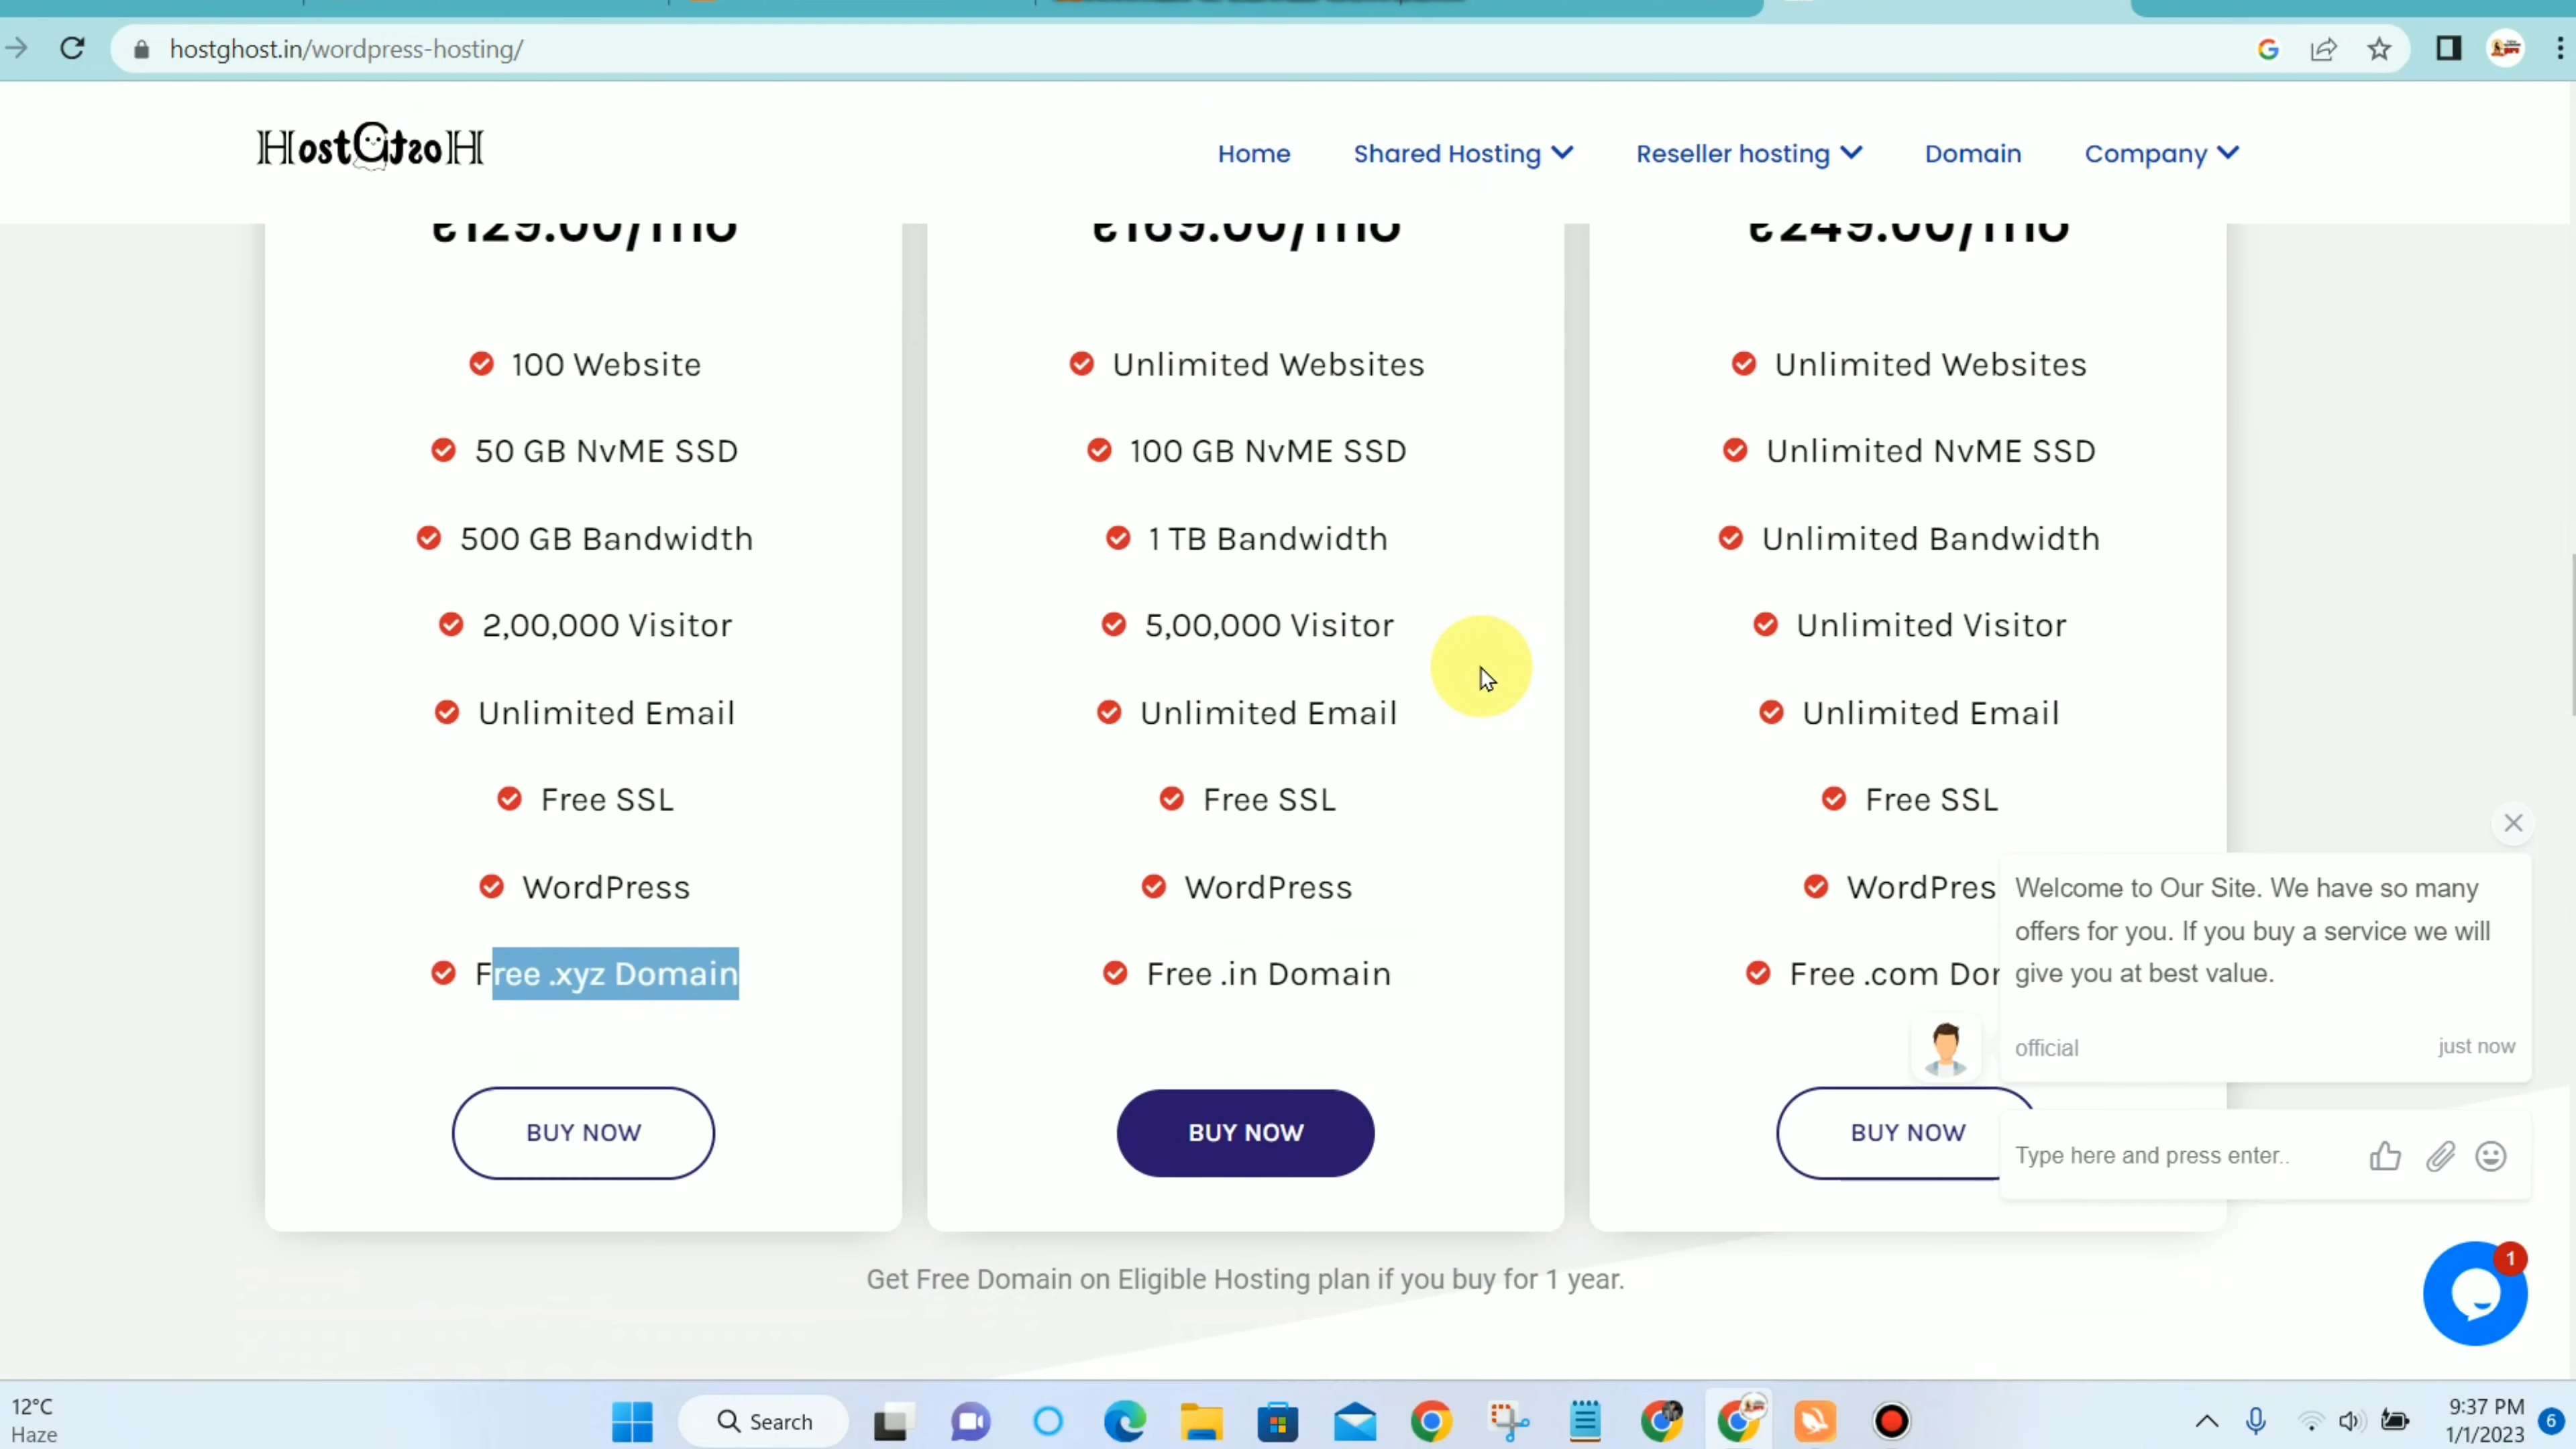 hostghost.in/wordpress-hosting/
Home
Shared Hosting
Reseller hosting
Domain
Company
100 Website
50 GB NvME SSD
500 GB Bandwidth
2,00,000 Visitor
Unlimited Email
Free SSL
WordPress
Free .xyz Domain
BUY NOW
Unlimited Websites
100 GB NvME SSD
1 TB Bandwidth
5,00,000 Visitor
Unlimited Email
Free SSL
WordPress
Free .in Domain
BUY NOW
Unlimited Websites
Unlimited NvME SSD
Unlimited Bandwidth
Unlimited Visitor
Unlimited Email
Free SSL
WordPres
Free .com Dor
BUY NOW
Welcome to Our Site. We have so many
offers for you. If you buy a service we will
give you at best value.
official
just now
Type here and press enter..
1
Get Free Domain on Eligible Hosting plan if you buy for 1 year.
12°C
Haze
Search
9:37 PM
1/1/2023
6